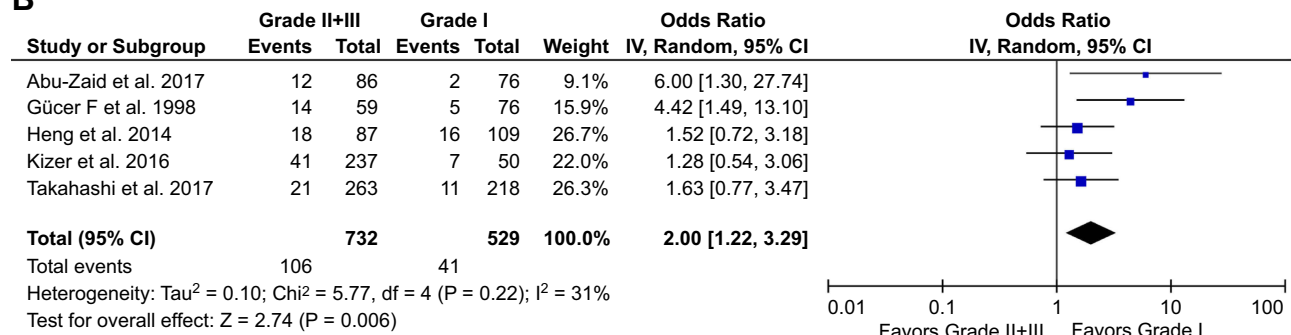 B
Grade II+III Grade I Odds Ratio Odds Ratio
Study or Subgroup Events Total Events Total Weight IV, Random, 95% CI IV, Random, 95% CI
Abu-Zaid et al. 2017 12 86 2 76 9.1% 6.00 [1.30, 27.74]
Gücer F et al. 1998 14 59 5 76 15.9% 4.42 [1.49, 13.10]
Heng et al. 2014 18 87 16 109 26.7% 1.52 [0.72, 3.18]
Kizer et al. 2016 41 237 7 50 22.0% 1.28 [0.54, 3.06]
Takahashi et al. 2017 21 263 11 218 26.3% 1.63 [0.77, 3.47]
Total (95% CI) 732 529 100.0% 2.00 [1.22, 3.29]
Total events 106 41
Heterogeneity: Tau² = 0.10; Chi² = 5.77, df = 4 (P = 0.22); I² = 31%
Test for overall effect: Z = 2.74 (P = 0.006)
0.01 0.1 1 10 100
Favors Grade II+III Favors Grade I